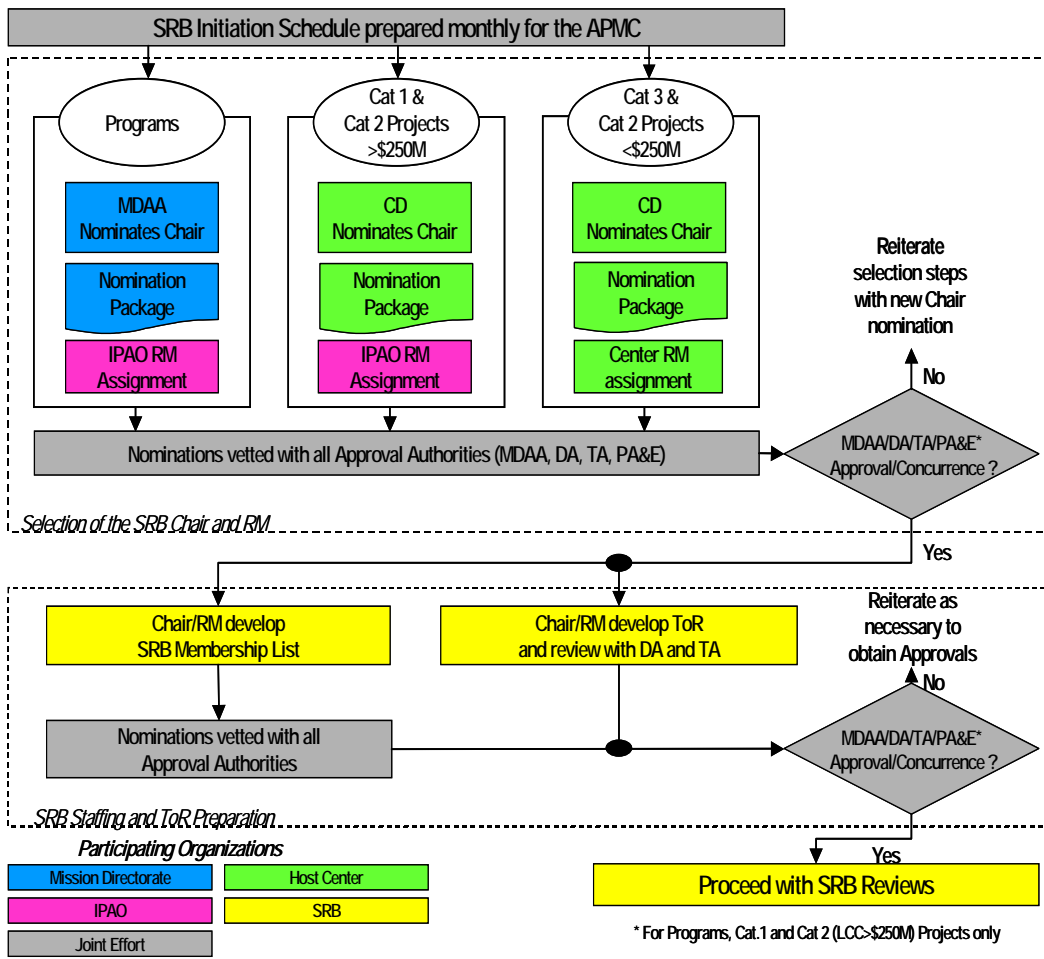 SRB Initiation Schedule prepared monthly for the APMC
Programs
Cat 1 &
Cat 2 Projects
>$250M
Cat 3 &
Cat 2 Projects
<$250M
MDAA
Nominates Chair
CD
Nominates Chair
CD
Nominates Chair
Nomination
Package
Nomination
Package
Nomination
Package
IPAO RM
Assignment
IPAO RM
Assignment
Center RM
assignment
Reiterate
selection steps
with new Chair
nomination
No
Nominations vetted with all Approval Authorities (MDAA, DA, TA, PA&E)
MDAA/DA/TA/PA&E*
Approval/Concurrence ?
Selection of the SRB Chair and RM
Yes
Chair/RM develop
SRB Membership List
Chair/RM develop ToR
and review with DA and TA
Reiterate as
necessary to
obtain Approvals
No
Nominations vetted with all
Approval Authorities
MDAA/DA/TA/PA&E*
Approval/Concurrence ?
SRB Staffing and ToR Preparation
Yes
Participating Organizations
Mission Directorate
Host Center
IPAO
SRB
Joint Effort
Proceed with SRB Reviews
* For Programs, Cat.1 and Cat 2 (LCC>$250M) Projects only